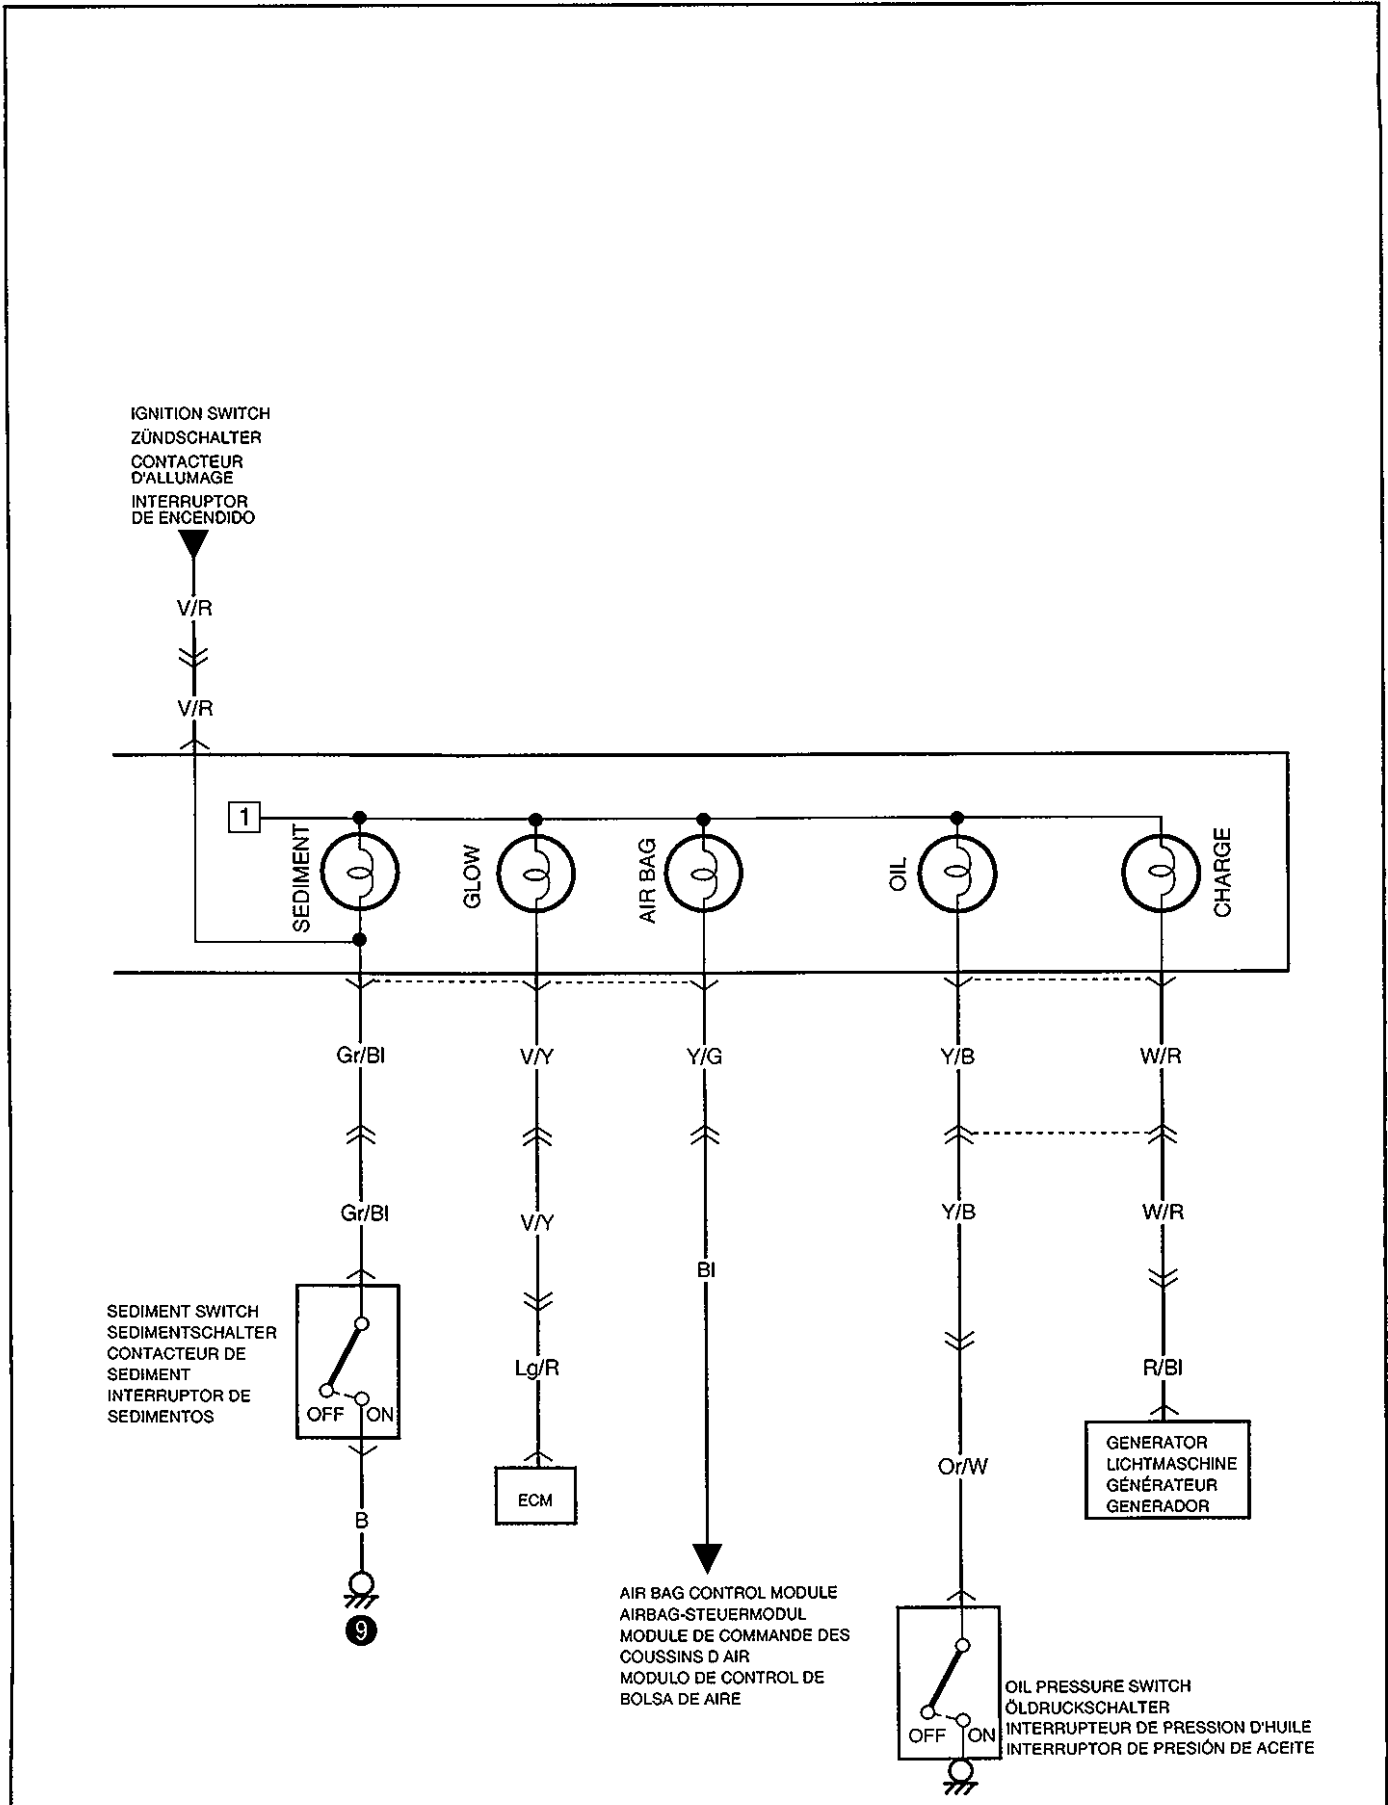 IGNITION SWITCH
ZÜNDSCHALTER
CONTACTEUR
D'ALLUMAGE
INTERRUPTOR
DE ENCENDIDO
V/R
V/R
1
SEDIMENT
GLOW
AIR BAG
OIL
CHARGE
Gr/Bl
V/Y
Y/G
Y/B
W/R
Gr/Bl
V/Y
Bl
Y/B
W/R
SEDIMENT SWITCH
SEDIMENTSCHALTER
CONTACTEUR DE
SEDIMENT
INTERRUPTOR DE
SEDIMENTOS
OFF ON
Lg/R
R/Bl
GENERATOR
LICHTMASCHINE
GÉNÉRATEUR
GENERADOR
Or/W
ECM
B
9
AIR BAG CONTROL MODULE
AIRBAG-STEUERMODUL
MODULE DE COMMANDE DES
COUSSINS D AIR
MODULO DE CONTROL DE
BOLSA DE AIRE
OFF ON
OIL PRESSURE SWITCH
ÖLDRUCKSCHALTER
INTERRUPTEUR DE PRESSION D'HUILE
INTERRUPTOR DE PRESIÓN DE ACEITE